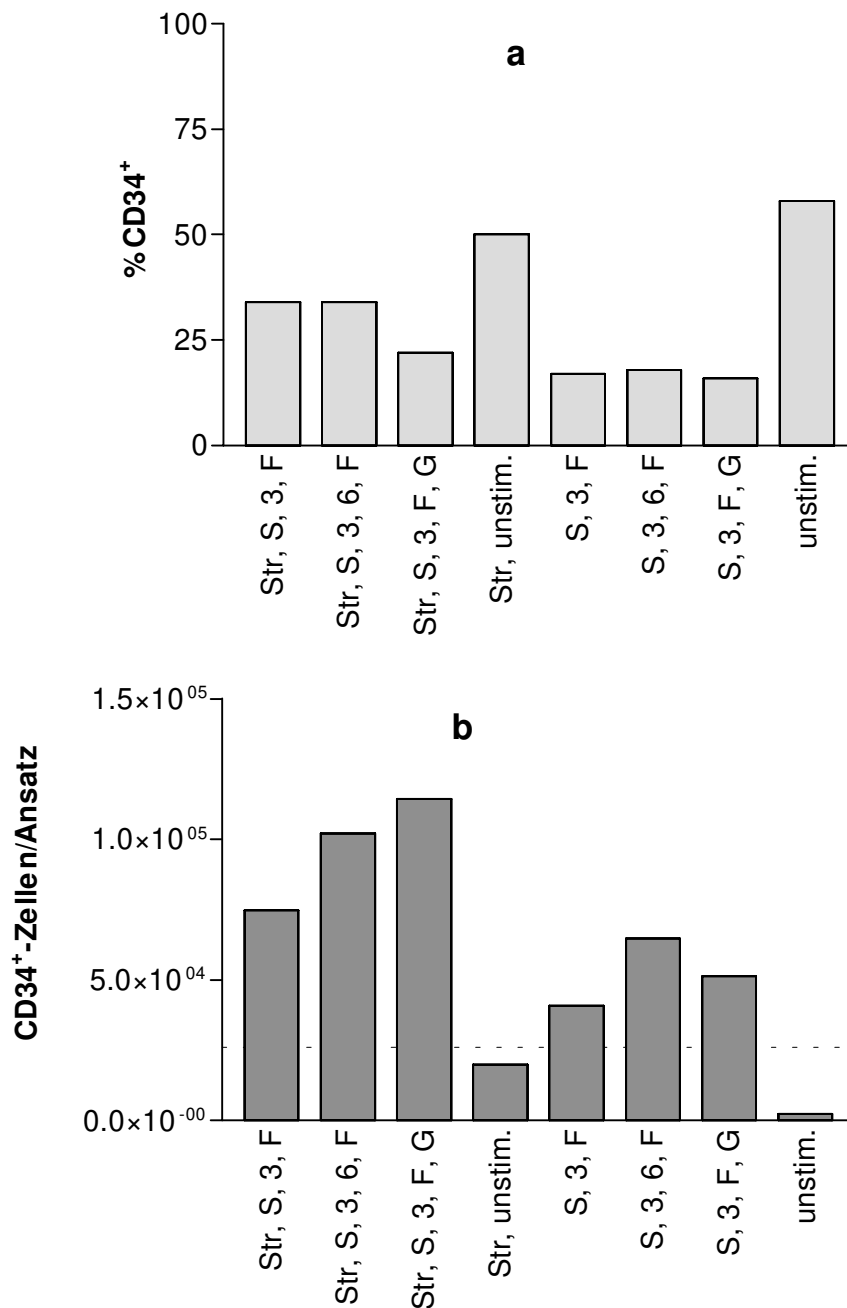 a
% CD34⁺
100
75
50
25
0
Str, S, 3, F
Str, S, 3, 6, F
Str, S, 3, F, G
Str, unstim.
S, 3, F
S, 3, 6, F
S, 3, F, G
unstim.
b
CD34⁺-Zellen/Ansatz
1.5×10⁰⁵
1.0×10⁰⁵
5.0×10⁰⁴
0.0×10⁻⁰⁰
Str, S, 3, F
Str, S, 3, 6, F
Str, S, 3, F, G
Str, unstim.
S, 3, F
S, 3, 6, F
S, 3, F, G
unstim.